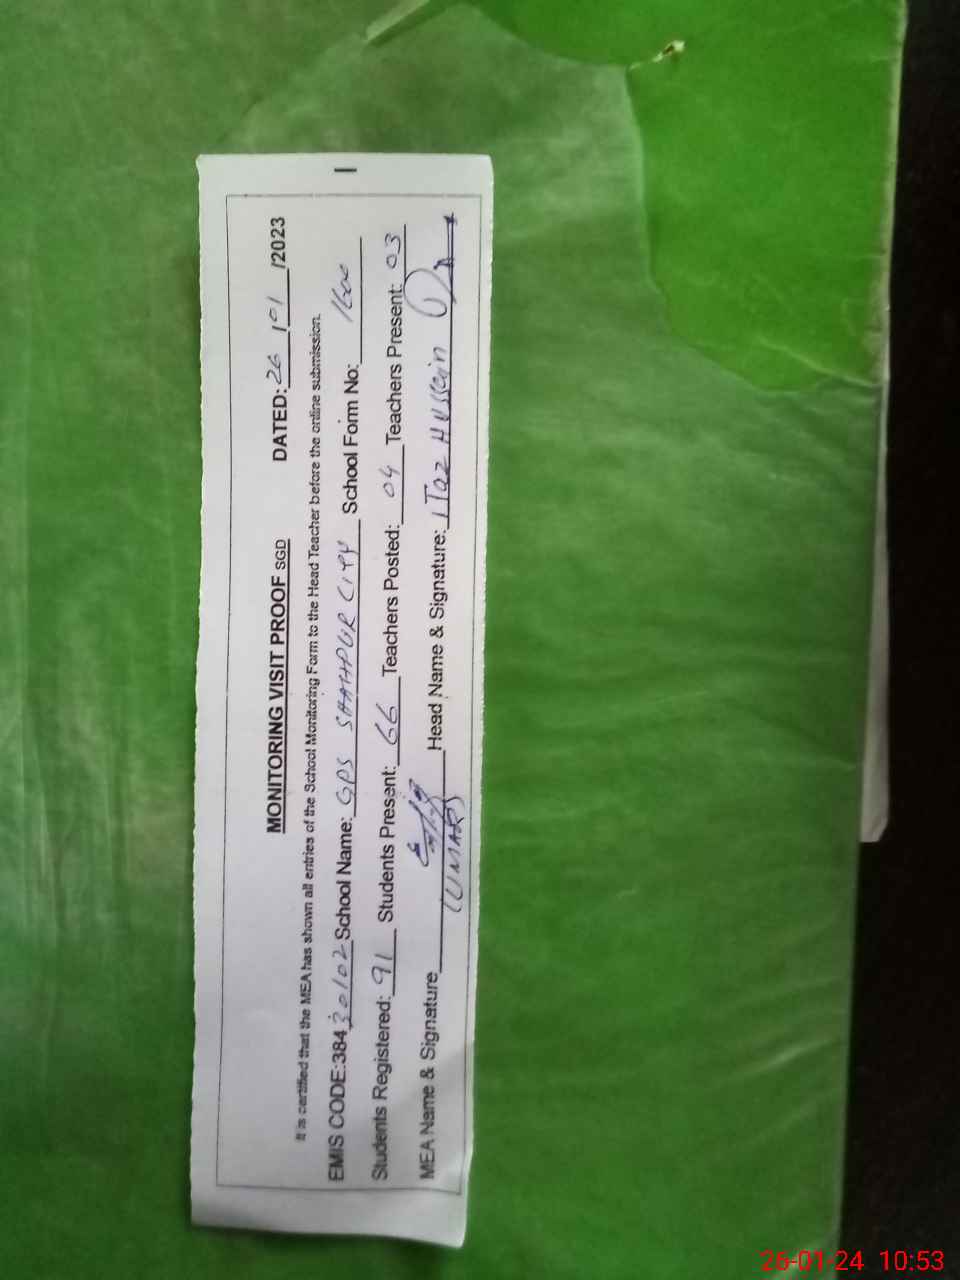 MONITORING VISIT PROOF SGD DATED: 26 / 01 /2023
It is certified that the MEA has shown all entries of the School Monitoring Form to the Head Teacher before the online submission.
EMIS CODE:384 30102 School Name: GPS SHAHPUR CITY School Form No: 1600
Students Registered: 91 Students Present: 66 Teachers Posted: 04 Teachers Present: 03
MEA Name & Signature UMAR Head Name & Signature: Hussain
26-01-24 10:53